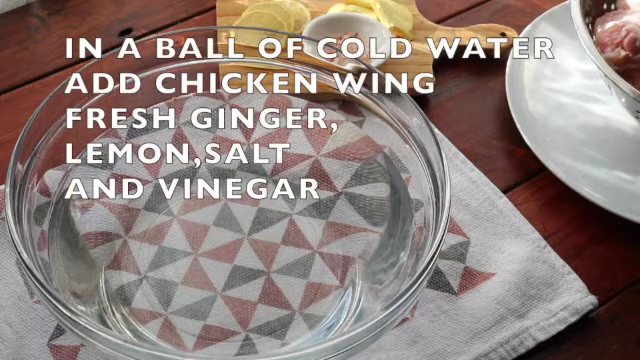 IN A BALL OF COLD WATER
ADD CHICKEN WING
FRESH GINGER,
LEMON,SALT
AND VINEGAR